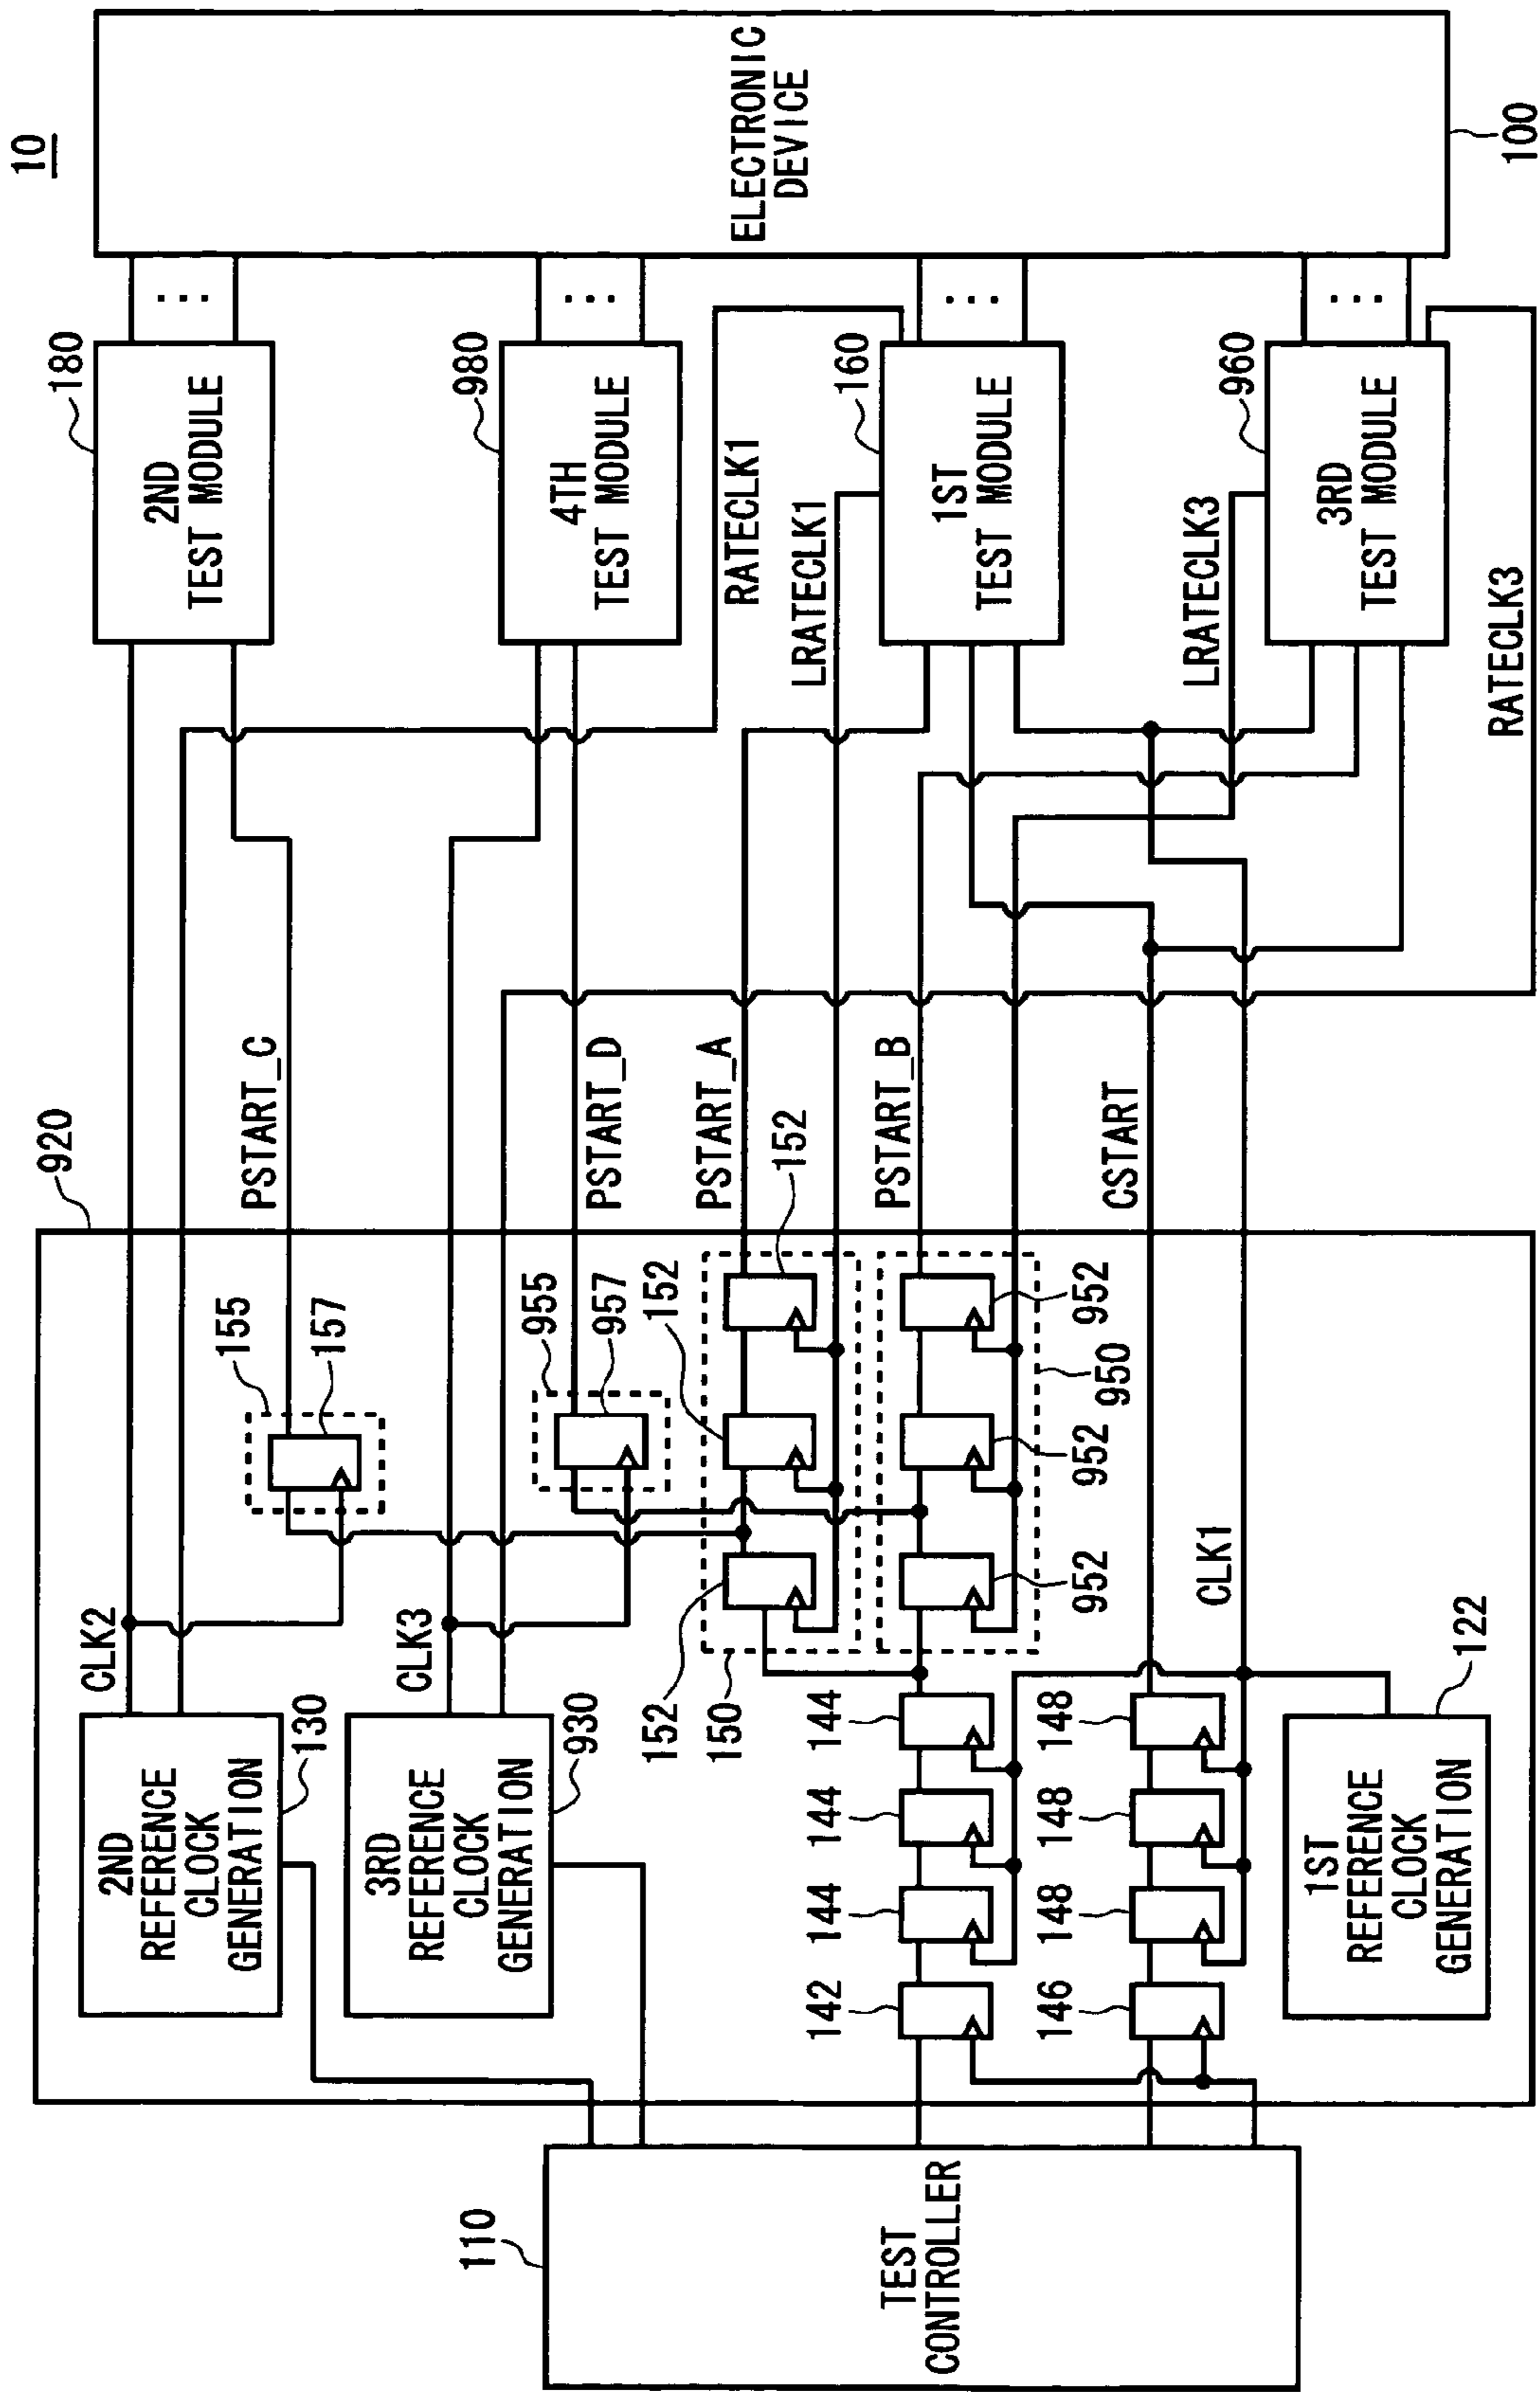 10
ELECTRONIC
DEVICE
100
180
2ND
TEST MODULE
980
4TH
TEST MODULE
160
1ST
TEST MODULE
960
3RD
TEST MODULE
RATECLK1
LRATECLK1
LRATECLK3
RATECLK3
920
PSTART_C
PSTART_D
PSTART_A
PSTART_B
CSTART
CLK1
155
157
955
957
152
152
152
150
952
952
952
950
CLK2
CLK3
2ND
REFERENCE
CLOCK
GENERATION
130
3RD
REFERENCE
CLOCK
GENERATION
930
144
144
144
142
148
148
148
146
122
1ST
REFERENCE
CLOCK
GENERATION
110
TEST
CONTROLLER